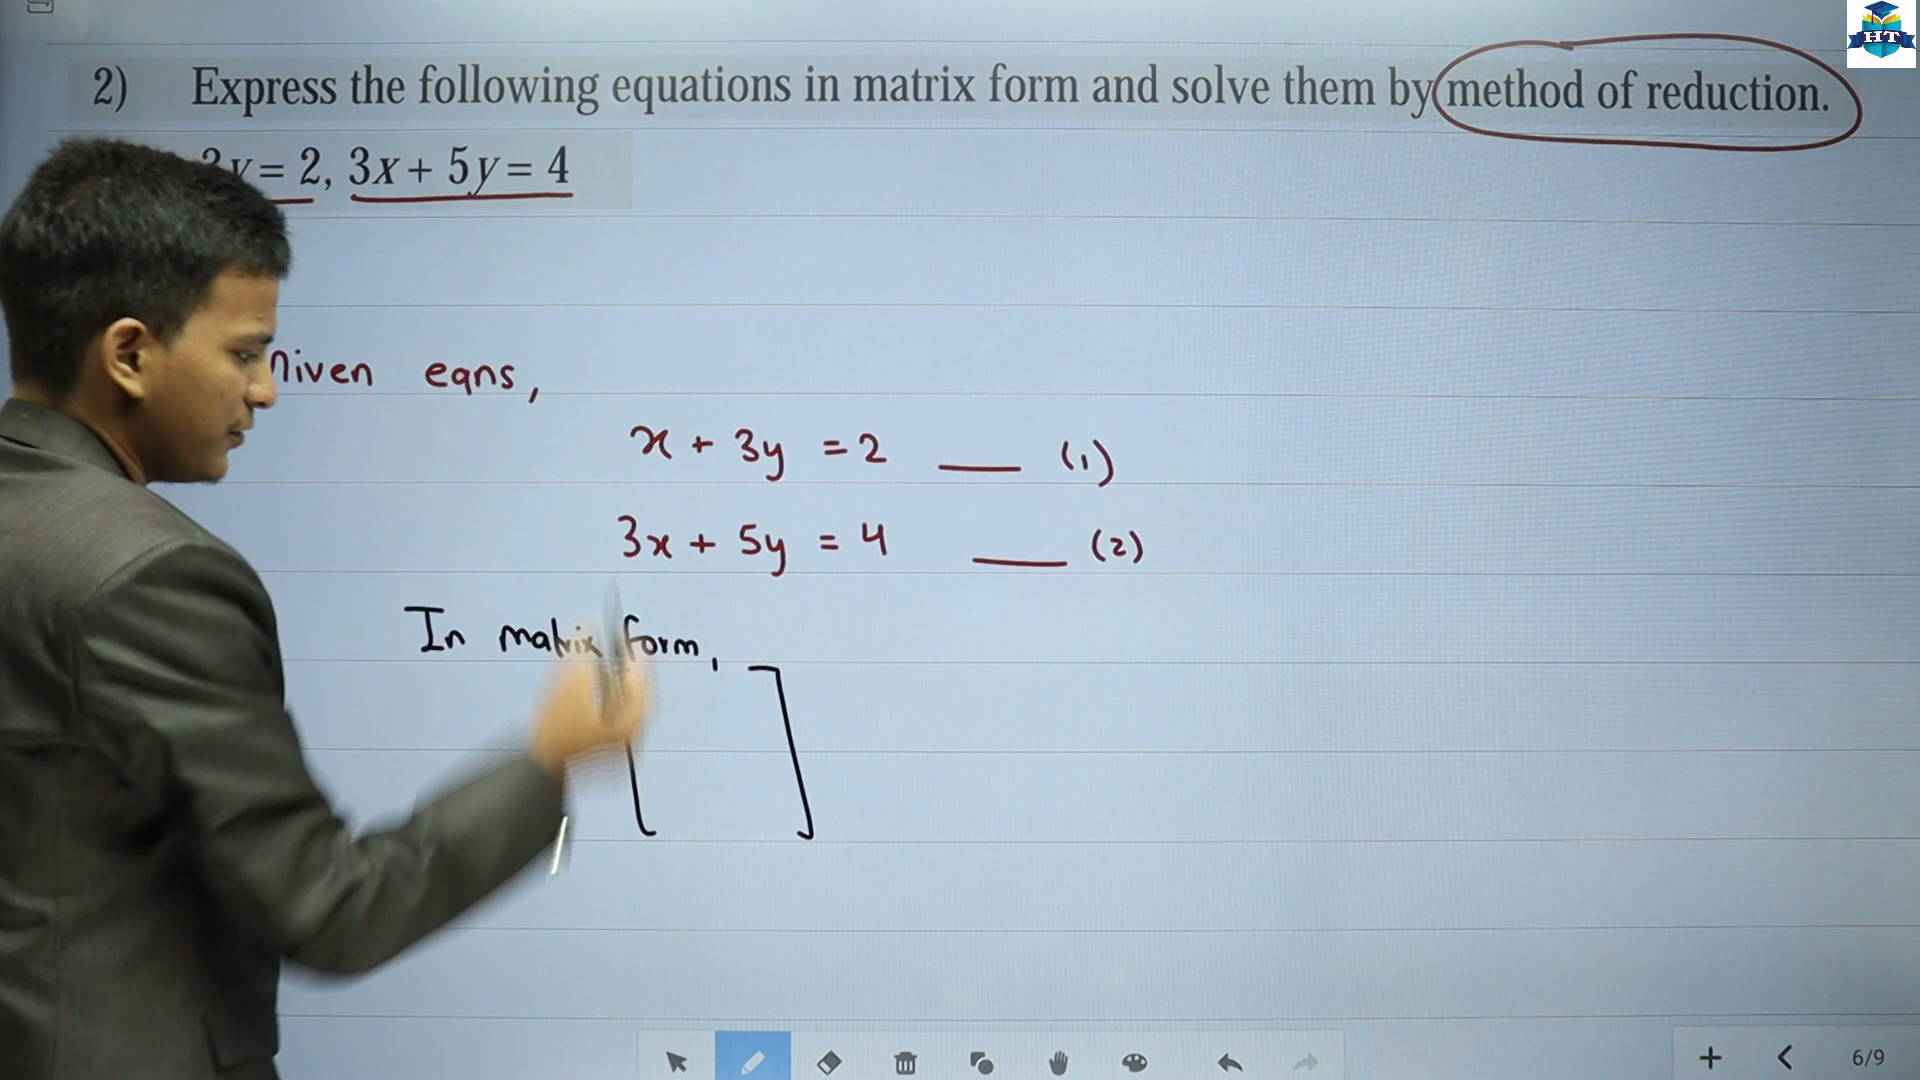 2) Express the following equations in matrix form and solve them by method of reduction.
y = 2, 3x + 5y = 4
eqns,
x + 3y = 2 (1)
3x + 5y = 4 (2)
In matrix form,
HT
6/9